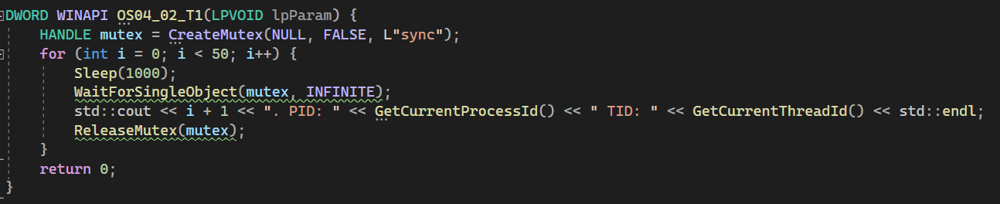 DWORD WINAPI OS04_02_T1(LPVOID lpParam) {
    HANDLE mutex = CreateMutex(NULL, FALSE, L"sync");
    for (int i = 0; i < 50; i++) {
        Sleep(1000);
        WaitForSingleObject(mutex, INFINITE);
        std::cout << i + 1 << ". PID: " << GetCurrentProcessId() << " TID: " << GetCurrentThreadId() << std::endl;
        ReleaseMutex(mutex);
    }
    return 0;
}